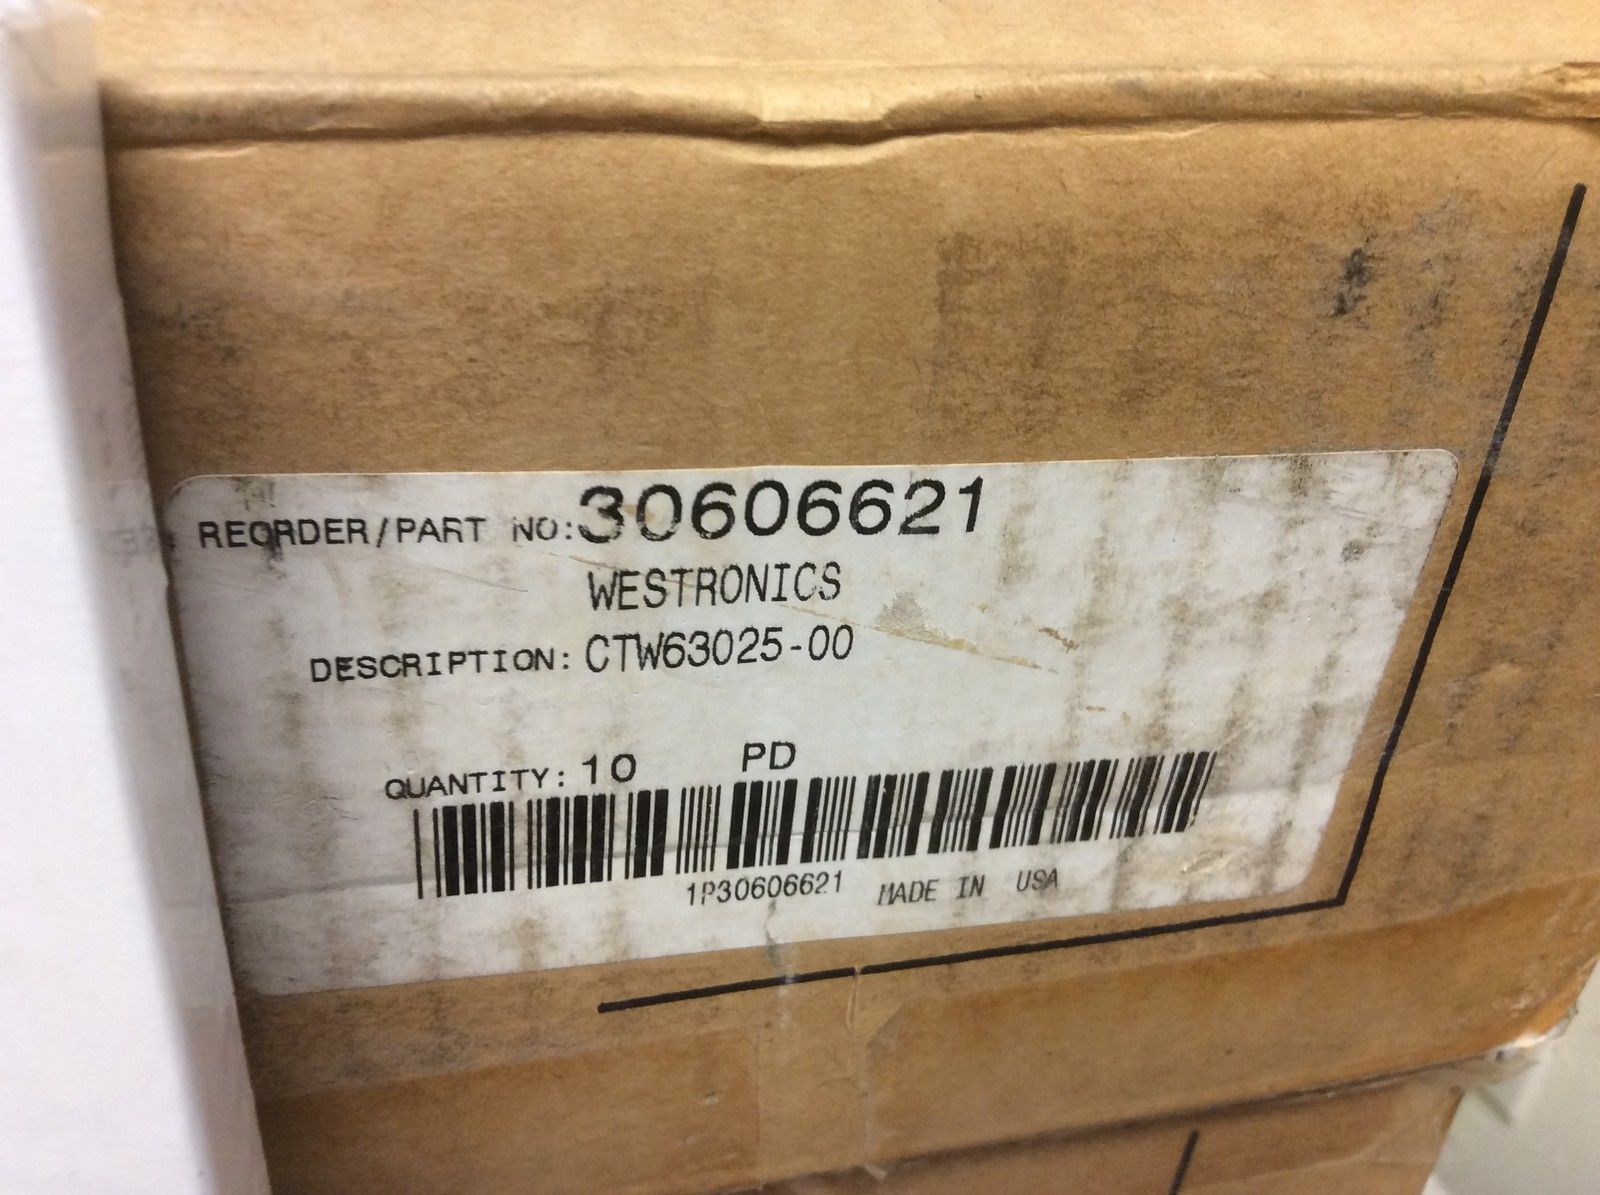 REORDER/PART NO: 30606621
WESTRONICS
DESCRIPTION: CTW63025-00
QUANTITY: 10 PD
1P30606621 MADE IN USA